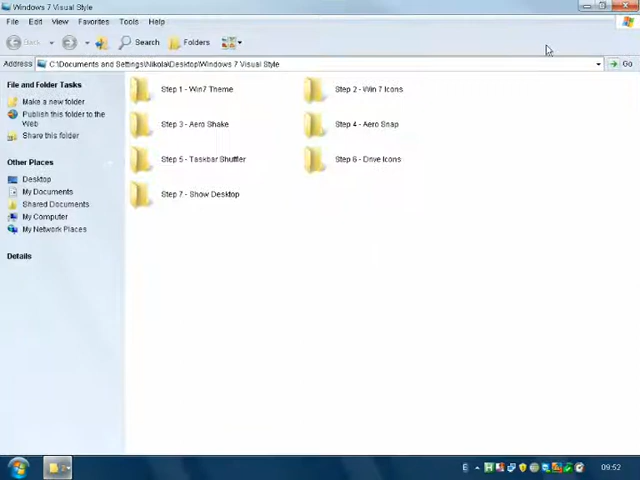 Windows 7 Visual Style
File Edit View Favorites Tools Help
Back Search Folders
Address C:\Documents and Settings\Nikola\Desktop\Windows 7 Visual Style Go
File and Folder Tasks
Make a new folder
Publish this folder to the
Web
Share this folder
Other Places
Desktop
My Documents
Shared Documents
My Computer
My Network Places
Details
Step 1 - Win7 Theme
Step 2 - Win 7 Icons
Step 3 - Aero Shake
Step 4 - Aero Snap
Step 5 - Taskbar Shuffler
Step 6 - Drive Icons
Step 7 - Show Desktop
E 09:52